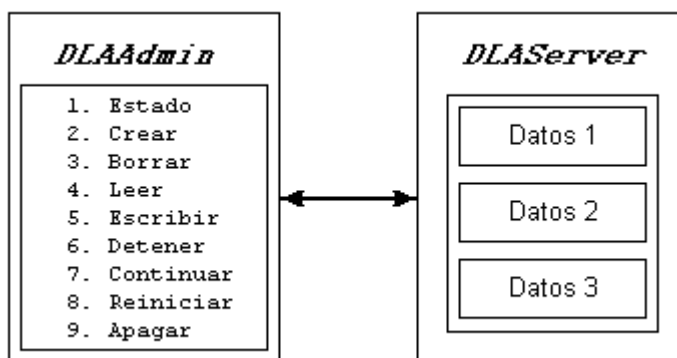 DLAAdmin
1. Estado
2. Crear
3. Borrar
4. Leer
5. Escribir
6. Detener
7. Continuar
8. Reiniciar
9. Apagar
DLAServer
Datos 1
Datos 2
Datos 3